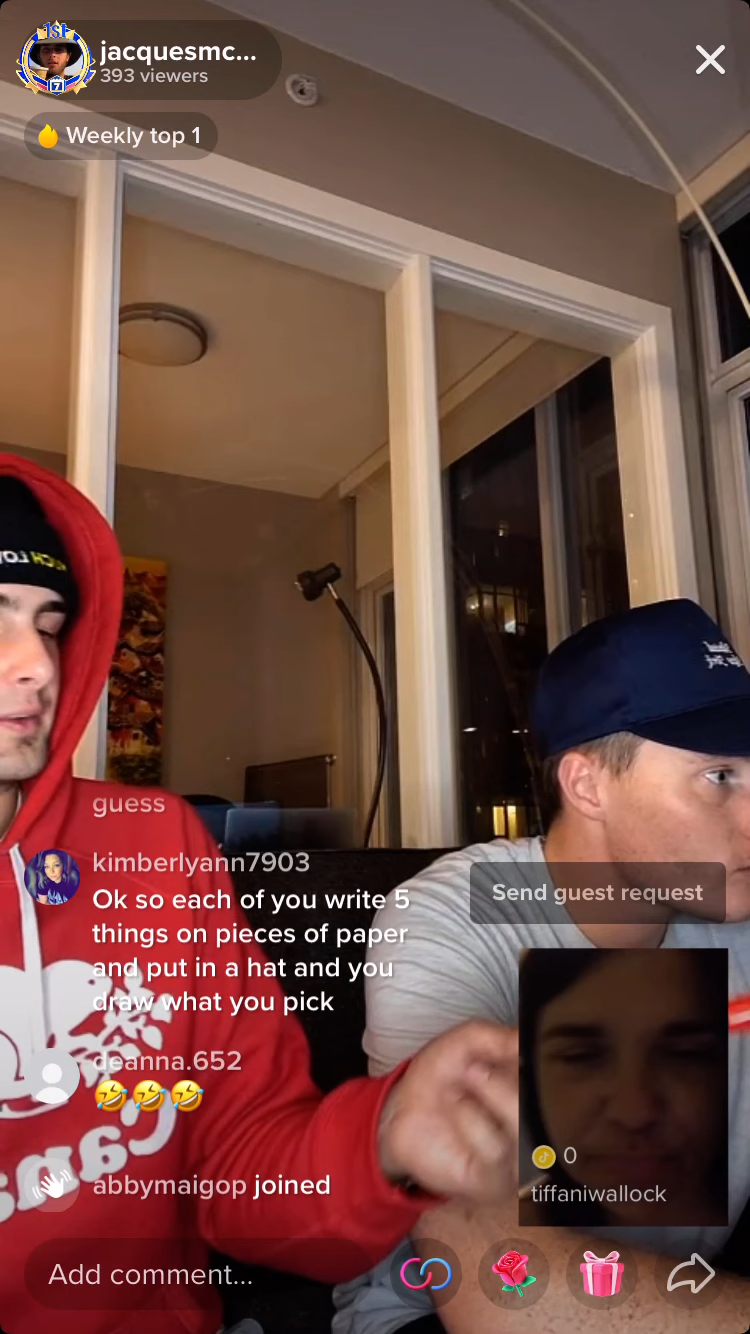 1ST
jacquesmc...
393 viewers
7
Weekly top 1
guess
kimberlyann7903
Ok so each of you write 5
things on pieces of paper
and put in a hat and you
draw what you pick
Send guest request
deanna.652
🤣🤣🤣
abbymaigop joined
0
tiffaniwallock
Add comment...